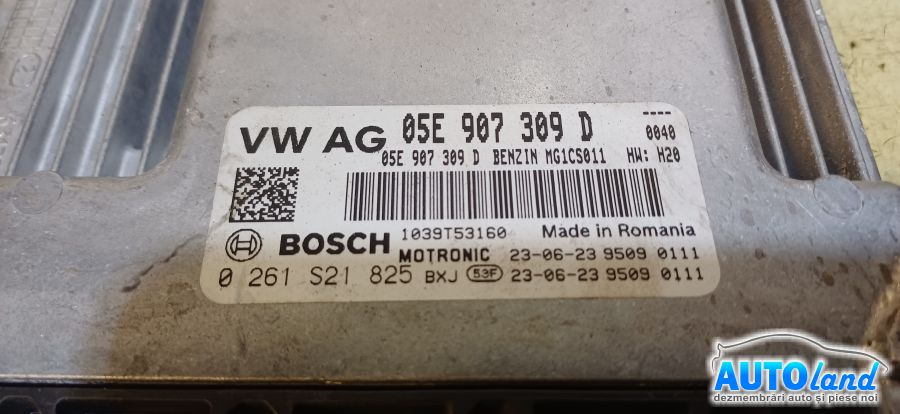 VW AG 05E 907 309 D ---- 0040
05E 907 309 D BENZIN MG1CS011 HW: H20
BOSCH 1039T53160 Made in Romania
MOTRONIC 23-06-23 9509 0111
0 261 S21 825 BXJ 53F 23-06-23 9509 0111
AUTOland
dezmembrări auto și piese noi